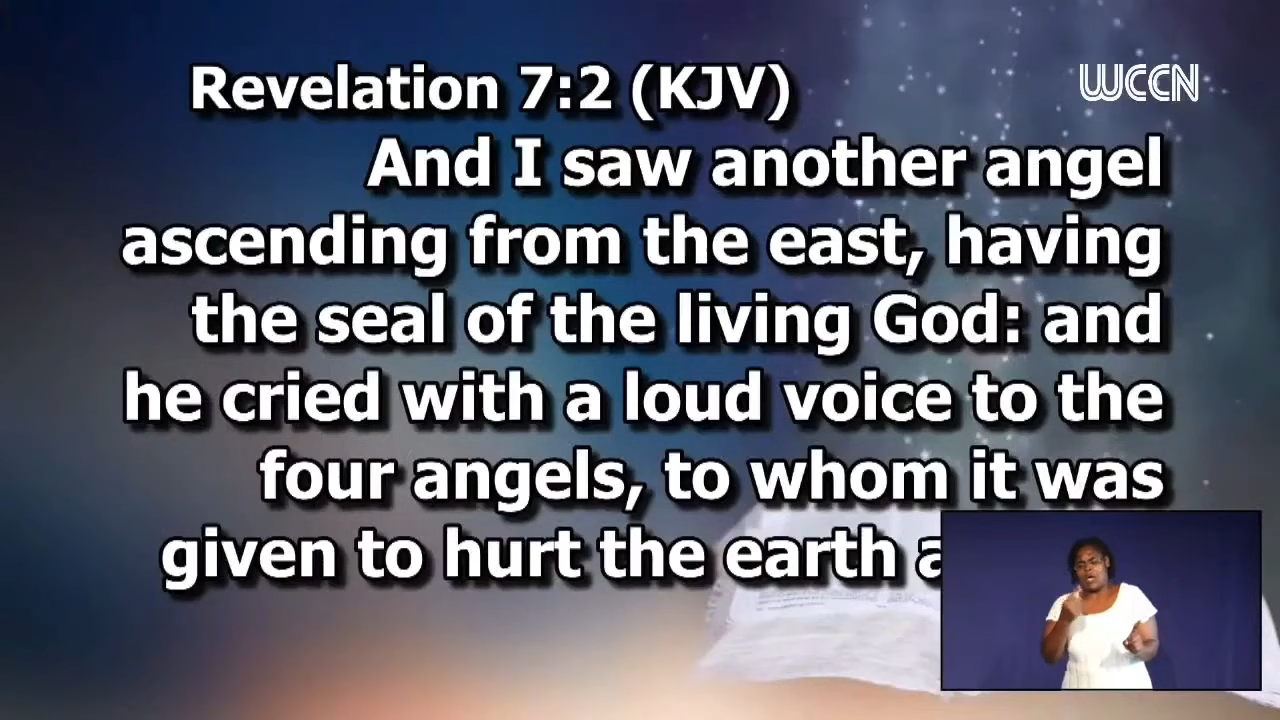 Revelation 7:2 (KJV)
WCCN
And I saw another angel
ascending from the east, having
the seal of the living God: and
he cried with a loud voice to the
four angels, to whom it was
given to hurt the earth